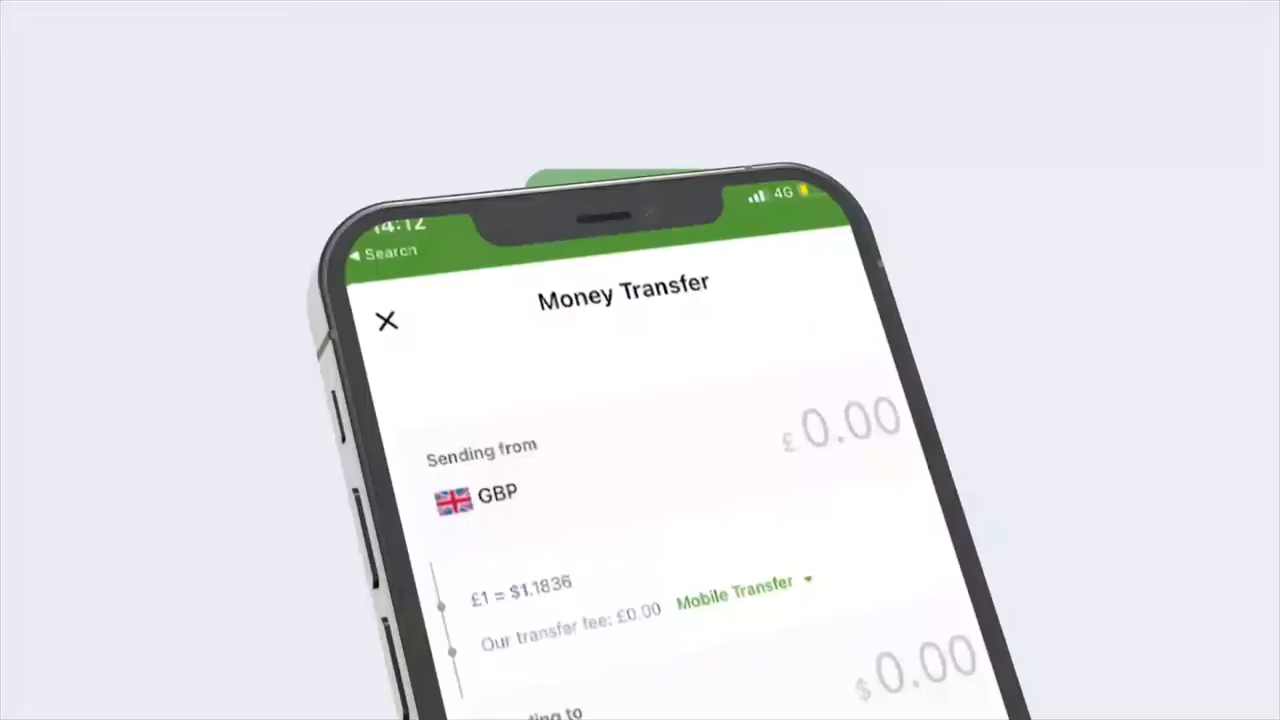 14:12
4G
Search
Money Transfer
£ 0.00
Sending from
GBP
£1 = $1.1836
Our transfer fee: £0.00 Mobile Transfer
$ 0.00
to